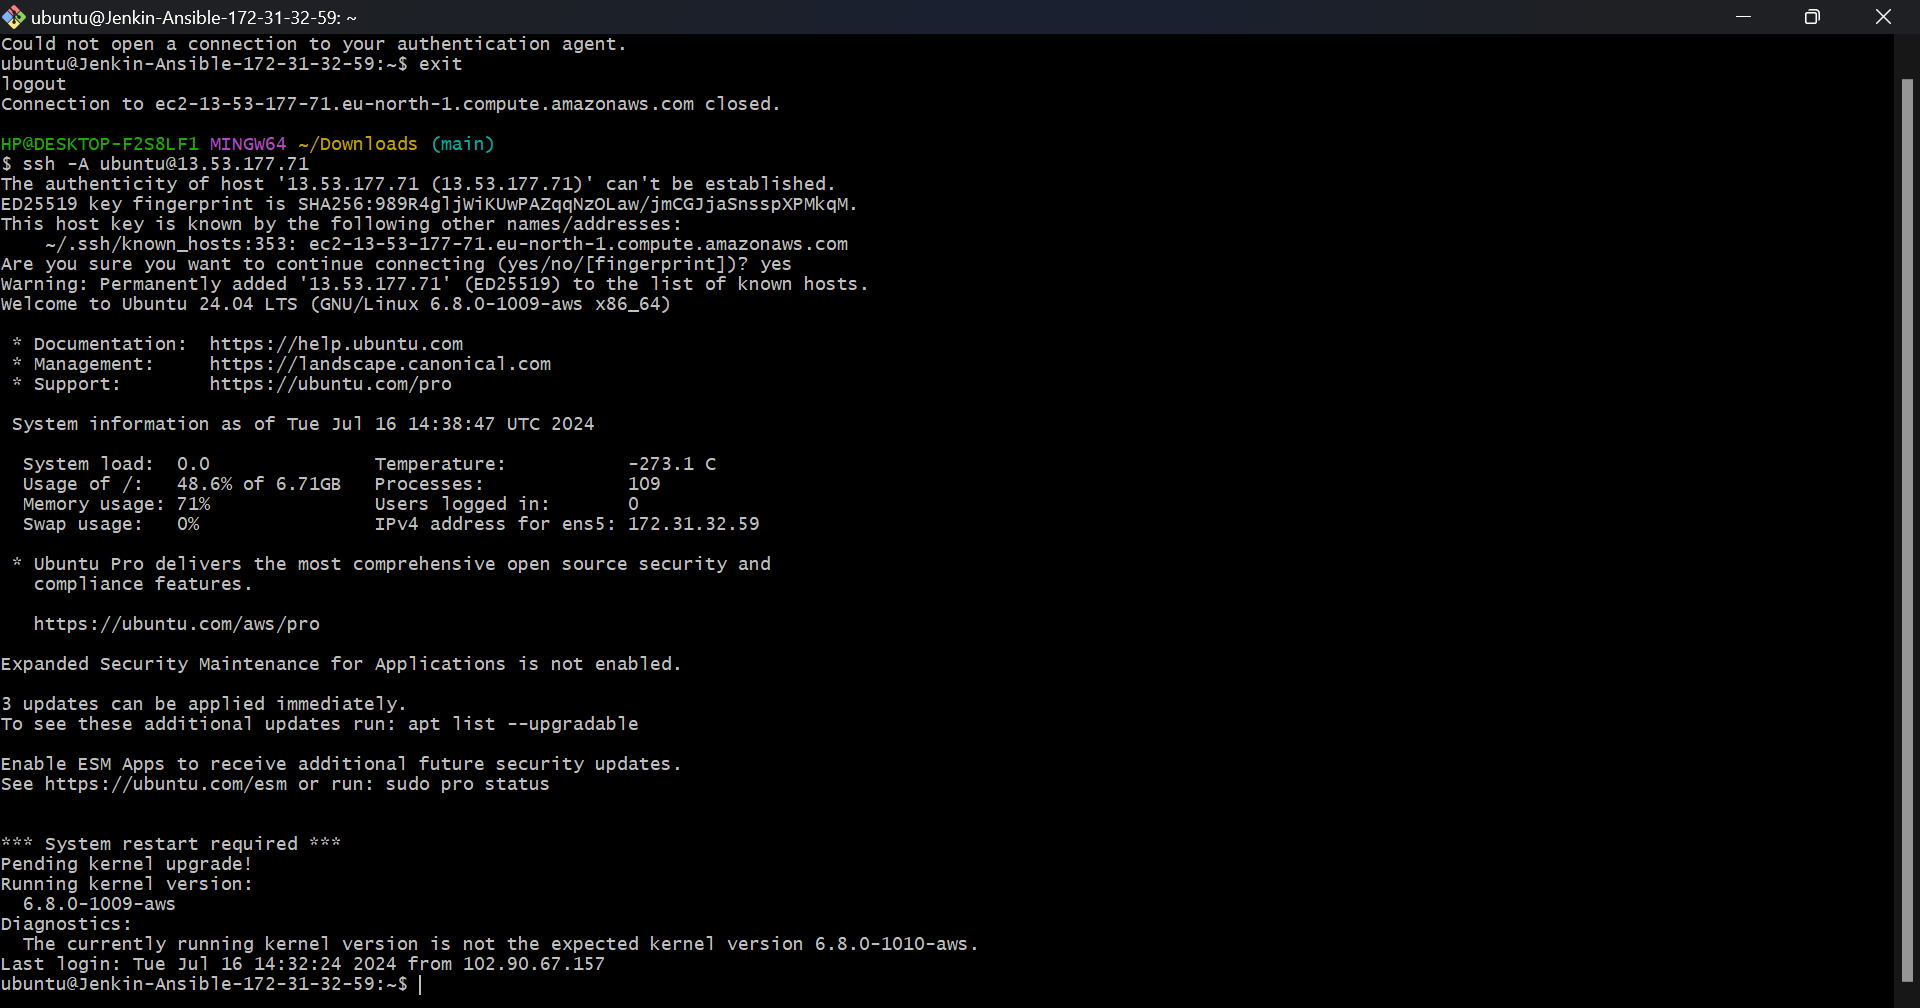 ubuntu@Jenkin-Ansible-172-31-32-59: ~
Could not open a connection to your authentication agent.
ubuntu@Jenkin-Ansible-172-31-32-59:~$ exit
logout
Connection to ec2-13-53-177-71.eu-north-1.compute.amazonaws.com closed.
HP@DESKTOP-F2S8LF1 MINGW64 ~/Downloads (main)
$ ssh -A ubuntu@13.53.177.71
The authenticity of host '13.53.177.71 (13.53.177.71)' can't be established.
ED25519 key fingerprint is SHA256:989R4gljWiKUwPAZqqNzOLaw/jmCGJjaSnsspXPMkqM.
This host key is known by the following other names/addresses:
    ~/.ssh/known_hosts:353: ec2-13-53-177-71.eu-north-1.compute.amazonaws.com
Are you sure you want to continue connecting (yes/no/[fingerprint])? yes
Warning: Permanently added '13.53.177.71' (ED25519) to the list of known hosts.
Welcome to Ubuntu 24.04 LTS (GNU/Linux 6.8.0-1009-aws x86_64)
 * Documentation:  https://help.ubuntu.com
 * Management:     https://landscape.canonical.com
 * Support:        https://ubuntu.com/pro
 System information as of Tue Jul 16 14:38:47 UTC 2024
  System load:  0.0               Temperature:           -273.1 C
  Usage of /:   48.6% of 6.71GB   Processes:             109
  Memory usage: 71%               Users logged in:       0
  Swap usage:   0%                IPv4 address for ens5: 172.31.32.59
 * Ubuntu Pro delivers the most comprehensive open source security and
   compliance features.
   https://ubuntu.com/aws/pro
Expanded Security Maintenance for Applications is not enabled.
3 updates can be applied immediately.
To see these additional updates run: apt list --upgradable
Enable ESM Apps to receive additional future security updates.
See https://ubuntu.com/esm or run: sudo pro status
*** System restart required ***
Pending kernel upgrade!
Running kernel version:
  6.8.0-1009-aws
Diagnostics:
  The currently running kernel version is not the expected kernel version 6.8.0-1010-aws.
Last login: Tue Jul 16 14:32:24 2024 from 102.90.67.157
ubuntu@Jenkin-Ansible-172-31-32-59:~$